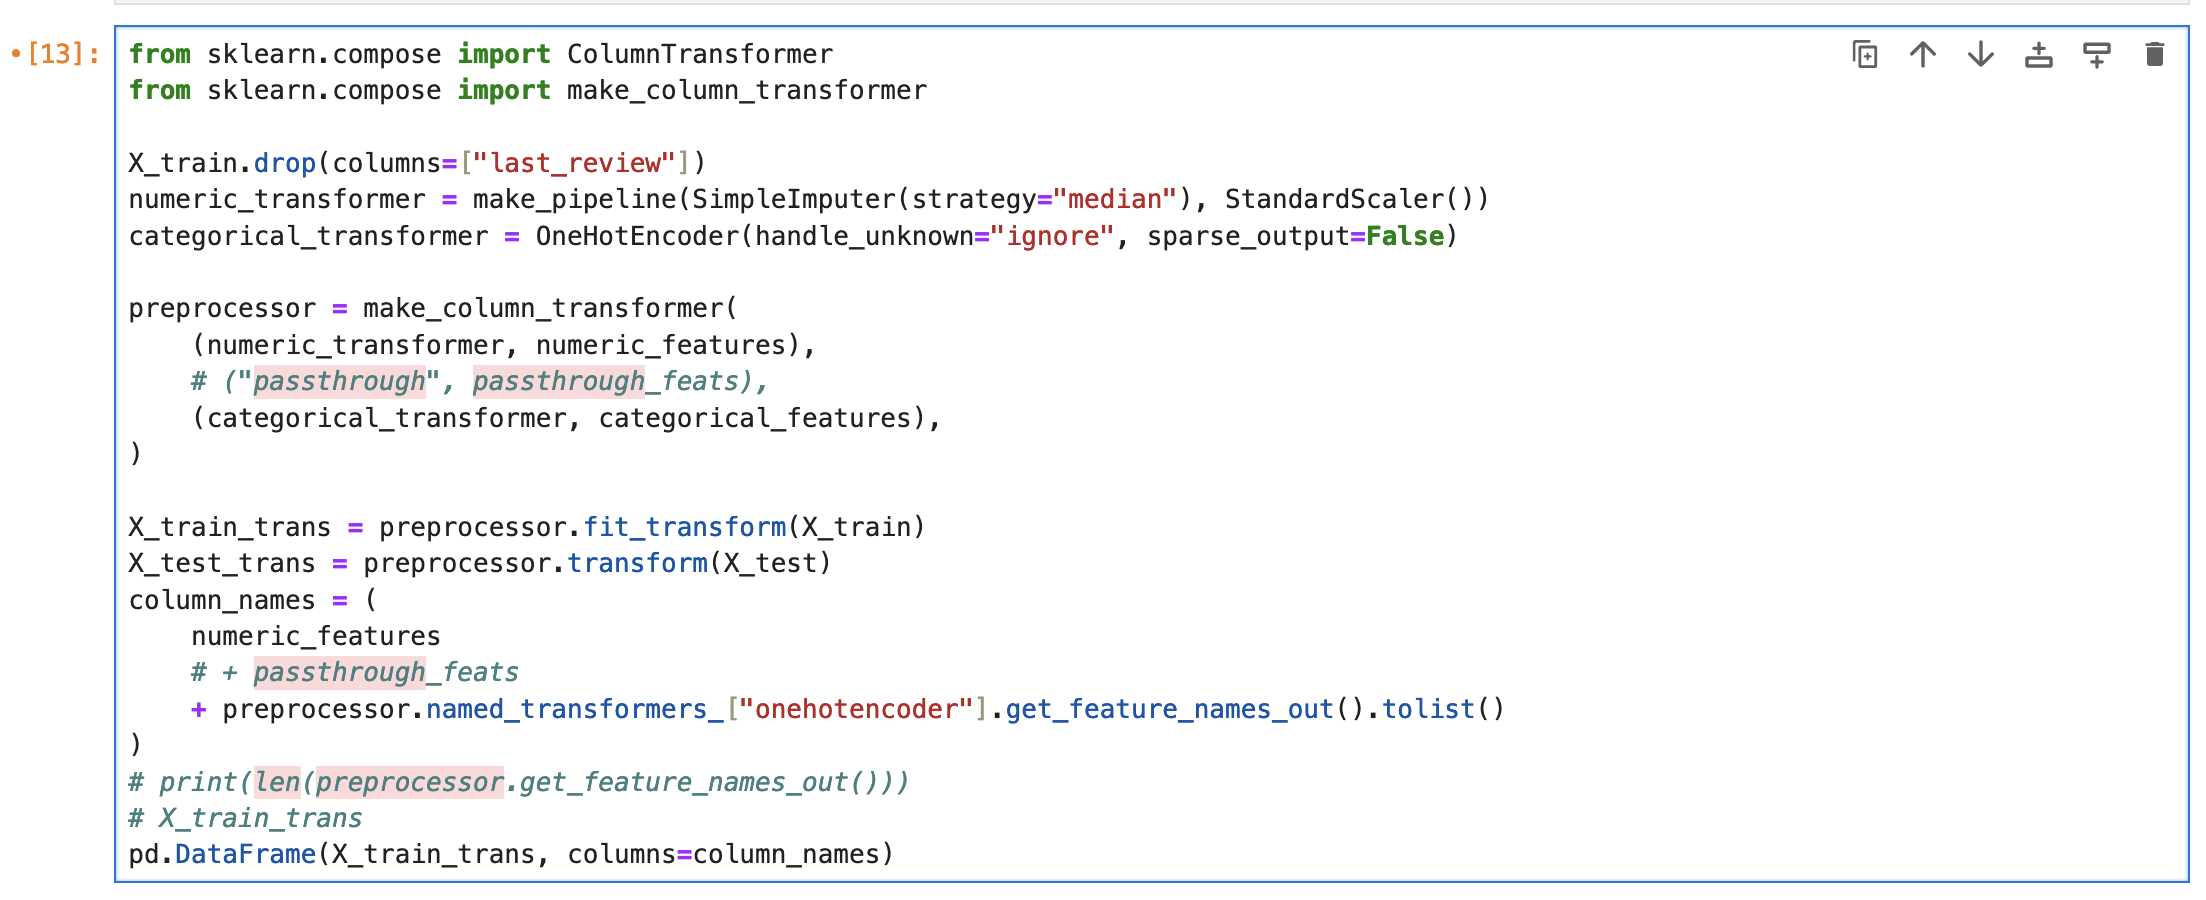 •[13]:
from sklearn.compose import ColumnTransformer
from sklearn.compose import make_column_transformer
X_train.drop(columns=["last_review"])
numeric_transformer = make_pipeline(SimpleImputer(strategy="median"), StandardScaler())
categorical_transformer = OneHotEncoder(handle_unknown="ignore", sparse_output=False)
preprocessor = make_column_transformer(
    (numeric_transformer, numeric_features),
    # ("passthrough", passthrough_feats),
    (categorical_transformer, categorical_features),
)
X_train_trans = preprocessor.fit_transform(X_train)
X_test_trans = preprocessor.transform(X_test)
column_names = (
    numeric_features
    # + passthrough_feats
    + preprocessor.named_transformers_["onehotencoder"].get_feature_names_out().tolist()
)
# print(len(preprocessor.get_feature_names_out()))
# X_train_trans
pd.DataFrame(X_train_trans, columns=column_names)